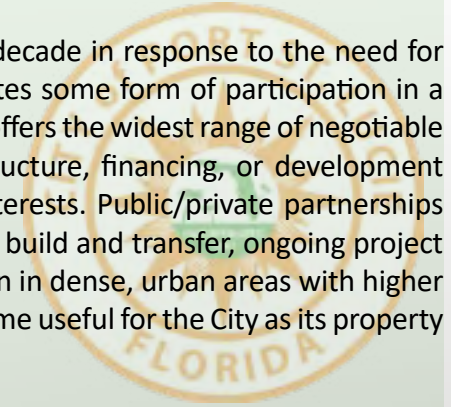 decade in response to the need for
tes some form of participation in a
ffers the widest range of negotiable
ucture, financing, or development
terests. Public/private partnerships
build and transfer, ongoing project
n in dense, urban areas with higher
me useful for the City as its property
FLORIDA